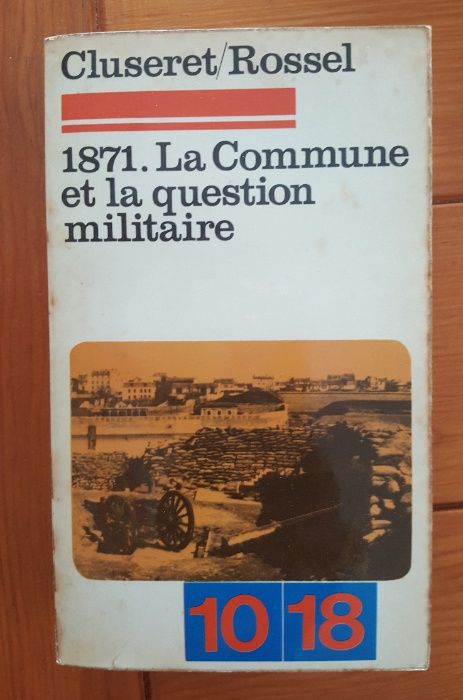 Cluseret/Rossel
1871. La Commune
et la question
militaire
10 18